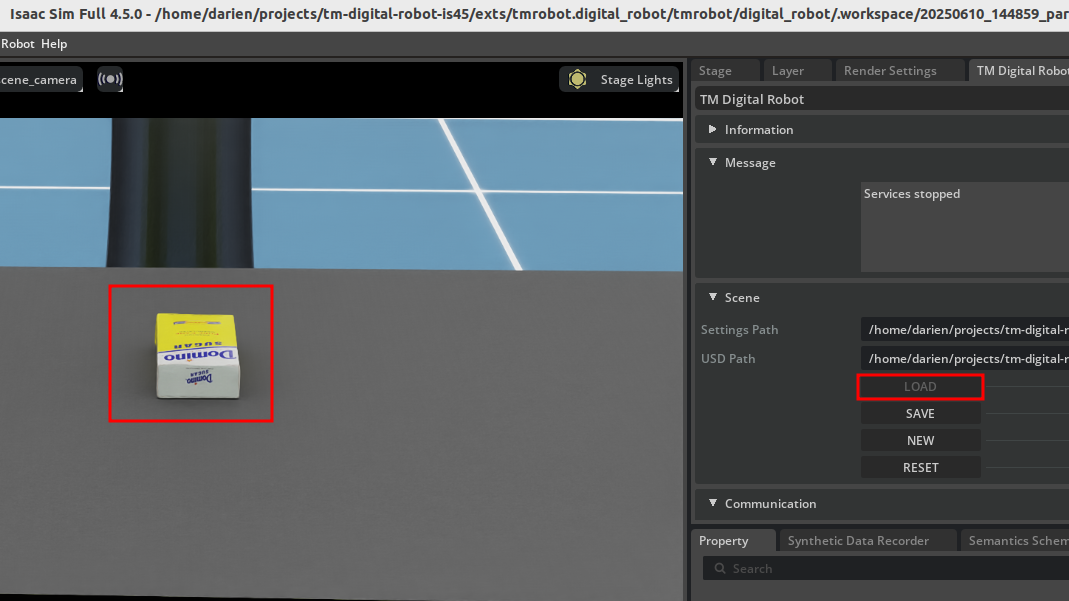 Isaac Sim Full 4.5.0 - /home/darien/projects/tm-digital-robot-is45/exts/tmrobot.digital_robot/tmrobot/digital_robot/.workspace/20250610_144859_par
Robot Help
cene_camera
Stage Lights
Stage Layer Render Settings TM Digital Robot
TM Digital Robot
Information
Message
Services stopped
Scene
Settings Path /home/darien/projects/tm-digital-r
USD Path /home/darien/projects/tm-digital-r
LOAD
SAVE
NEW
RESET
Communication
Property Synthetic Data Recorder Semantics Schem
Search
SUGAR
Domino
Domino
SUGAR